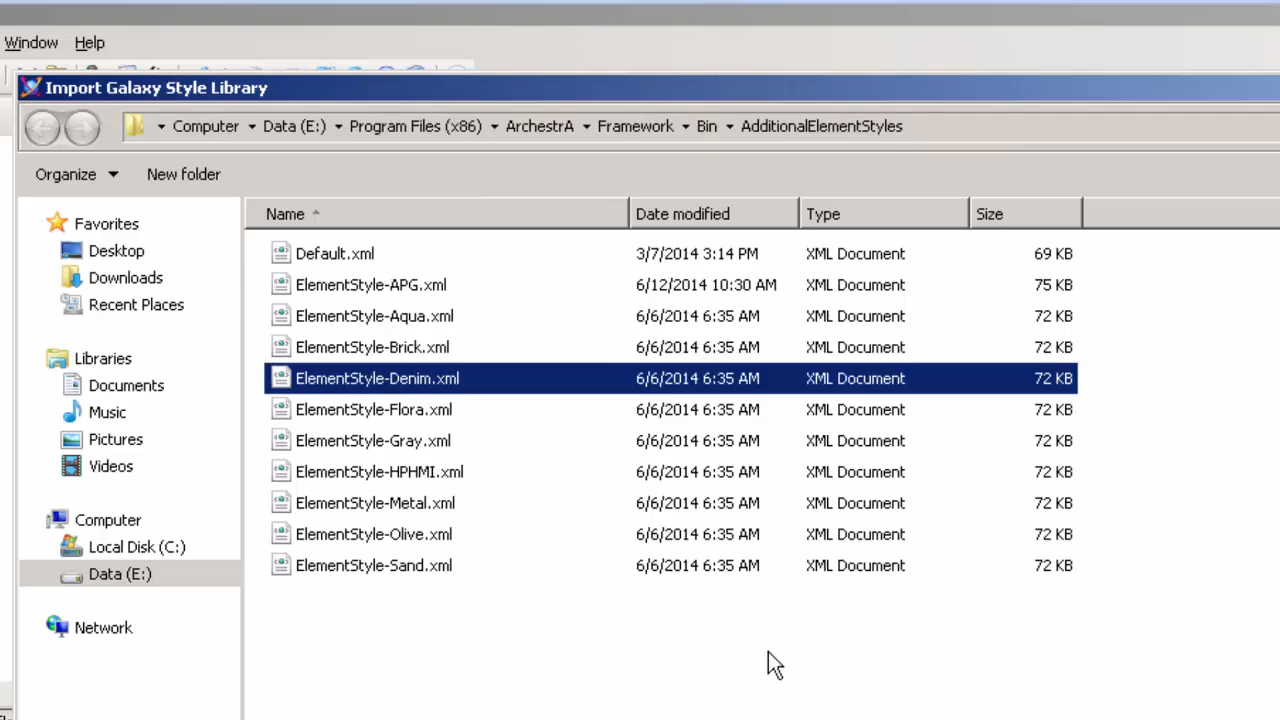 Window Help
Import Galaxy Style Library
Computer Data (E:) Program Files (x86) ArchestrA Framework Bin AdditionalElementStyles
Organize New folder
Name Date modified Type Size
Favorites
Desktop
Downloads
Recent Places
Libraries
Documents
Music
Pictures
Videos
Computer
Local Disk (C:)
Data (E:)
Network
Default.xml 3/7/2014 3:14 PM XML Document 69 KB
ElementStyle-APG.xml 6/12/2014 10:30 AM XML Document 75 KB
ElementStyle-Aqua.xml 6/6/2014 6:35 AM XML Document 72 KB
ElementStyle-Brick.xml 6/6/2014 6:35 AM XML Document 72 KB
ElementStyle-Denim.xml 6/6/2014 6:35 AM XML Document 72 KB
ElementStyle-Flora.xml 6/6/2014 6:35 AM XML Document 72 KB
ElementStyle-Gray.xml 6/6/2014 6:35 AM XML Document 72 KB
ElementStyle-HPHMI.xml 6/6/2014 6:35 AM XML Document 72 KB
ElementStyle-Metal.xml 6/6/2014 6:35 AM XML Document 72 KB
ElementStyle-Olive.xml 6/6/2014 6:35 AM XML Document 72 KB
ElementStyle-Sand.xml 6/6/2014 6:35 AM XML Document 72 KB